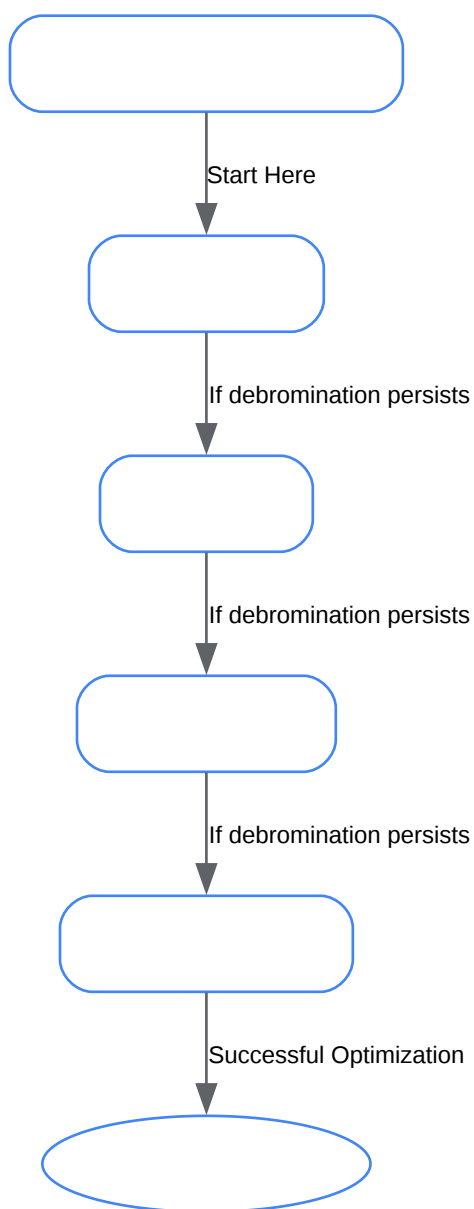 Start Here
If debromination persists
If debromination persists
If debromination persists
Successful Optimization